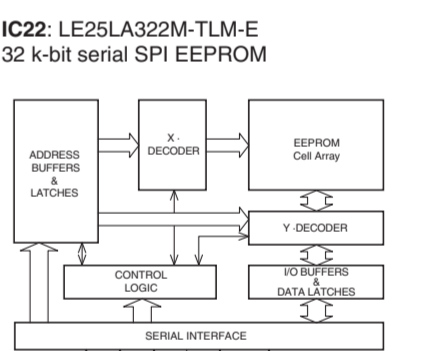 IC22: LE25LA322M-TLM-E
32 k-bit serial SPI EEPROM
ADDRESS
BUFFERS
&
LATCHES
X -
DECODER
EEPROM
Cell Array
Y -DECODER
CONTROL
LOGIC
I/O BUFFERS
&
DATA LATCHES
SERIAL INTERFACE